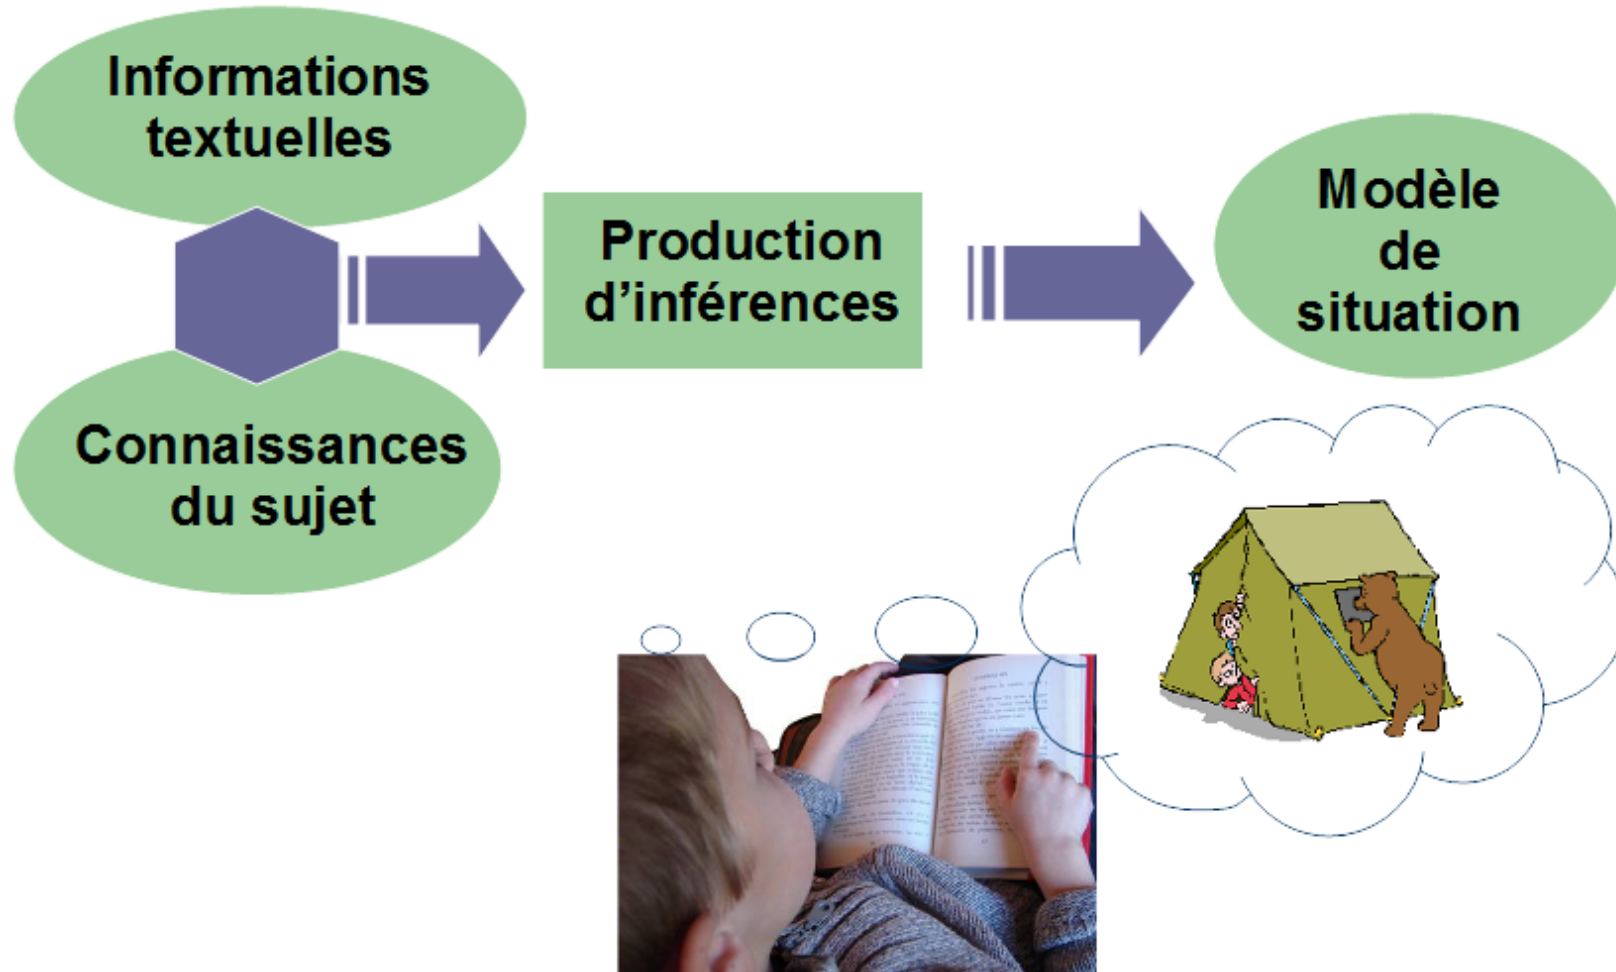 Informations
textuelles
Production
d’inférences
Modèle
de
situation
Connaissances
du sujet